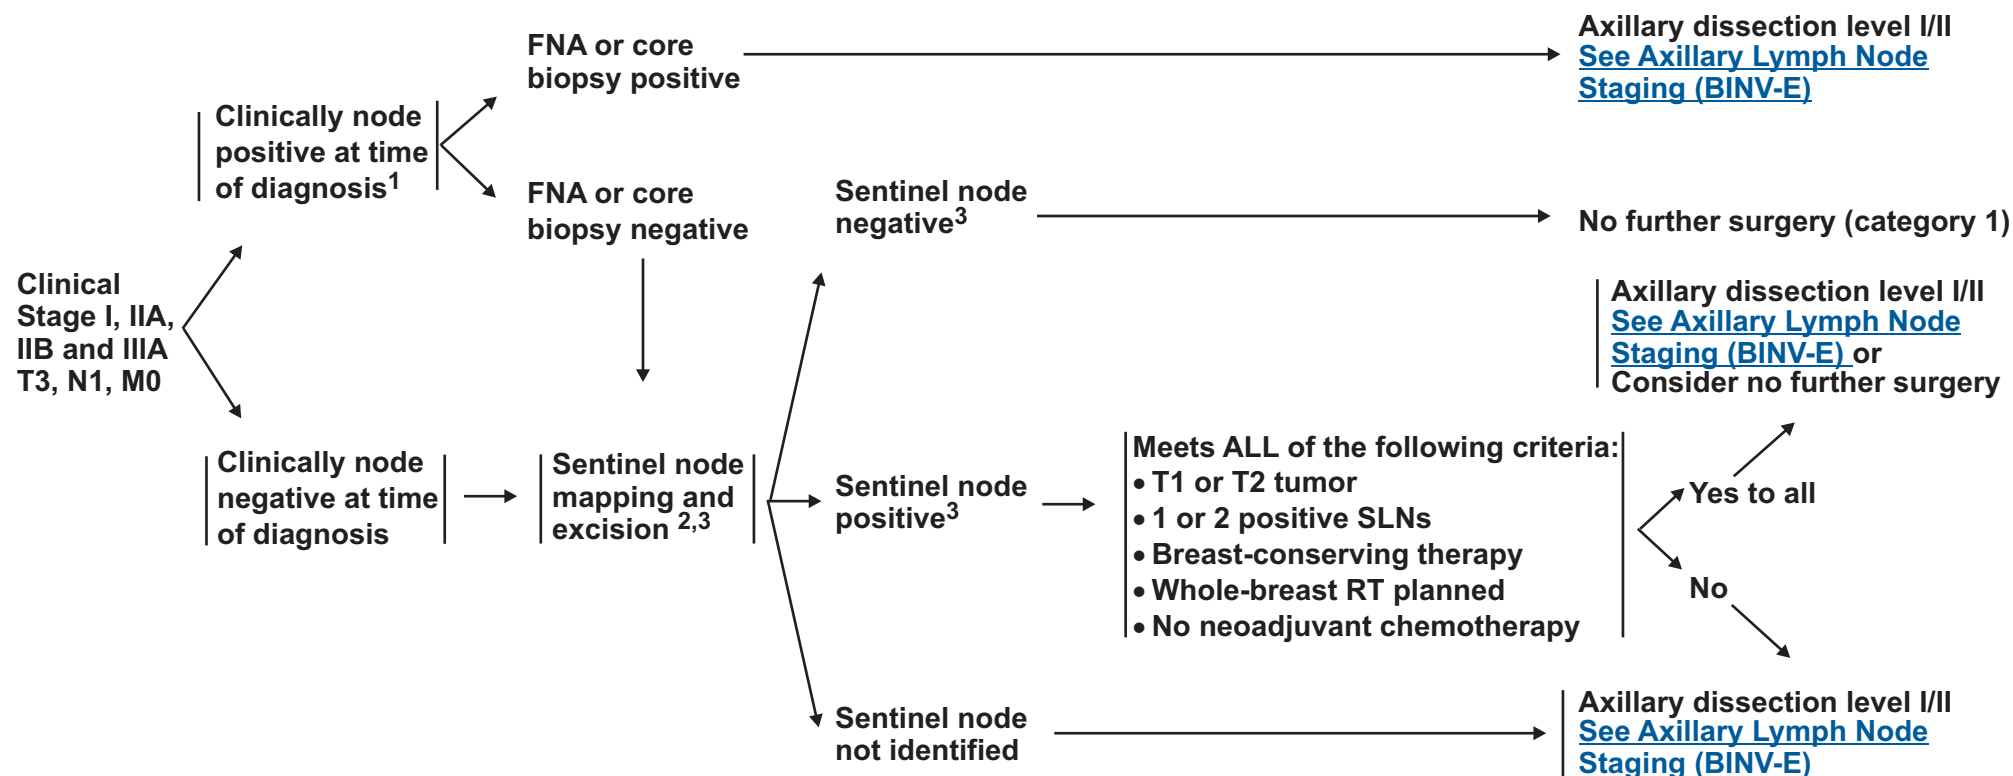 Clinical
Stage I, IIA,
IIB and IIIA
T3, N1, M0
Clinically node
positive at time
of diagnosis1
FNA or core
biopsy positive
Axillary dissection level I/II
See Axillary Lymph Node
Staging (BINV-E)
FNA or core
biopsy negative
Clinically node
negative at time
of diagnosis
Sentinel node
mapping and
excision 2,3
Sentinel node
negative3
No further surgery (category 1)
Sentinel node
positive3
Meets ALL of the following criteria:
• T1 or T2 tumor
• 1 or 2 positive SLNs
• Breast-conserving therapy
• Whole-breast RT planned
• No neoadjuvant chemotherapy
Yes to all
Axillary dissection level I/II
See Axillary Lymph Node
Staging (BINV-E) or
Consider no further surgery
No
Sentinel node
not identified
Axillary dissection level I/II
See Axillary Lymph Node
Staging (BINV-E)